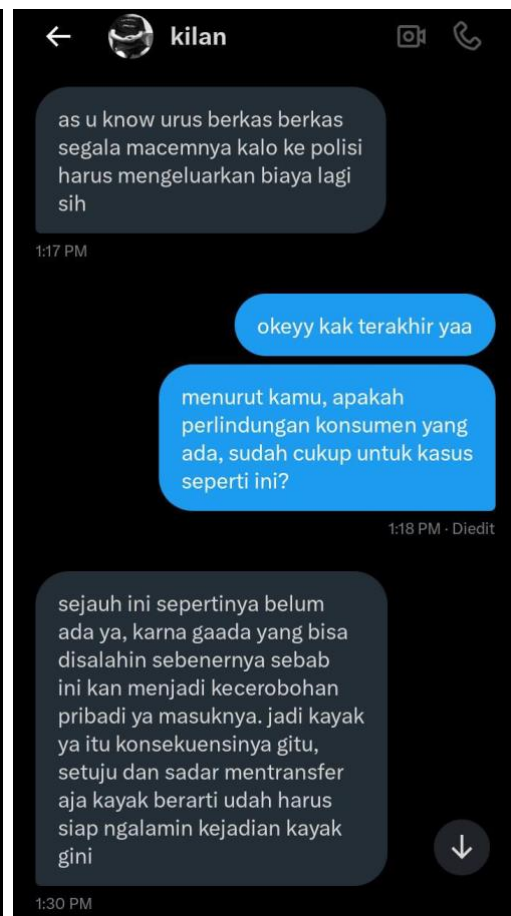 kilan
as u know urus berkas berkas
segala macemnya kalo ke polisi
harus mengeluarkan biaya lagi
sih
1:17 PM
okeyy kak terakhir yaa
menurut kamu, apakah
perlindungan konsumen yang
ada, sudah cukup untuk kasus
seperti ini?
1:18 PM · Diedit
sejauh ini sepertinya belum
ada ya, karna gaada yang bisa
disalahin sebenernya sebab
ini kan menjadi kecerobohan
pribadi ya masuknya. jadi kayak
ya itu konsekuensinya gitu,
setuju dan sadar mentransfer
aja kayak berarti udah harus
siap ngalamin kejadian kayak
gini
1:30 PM